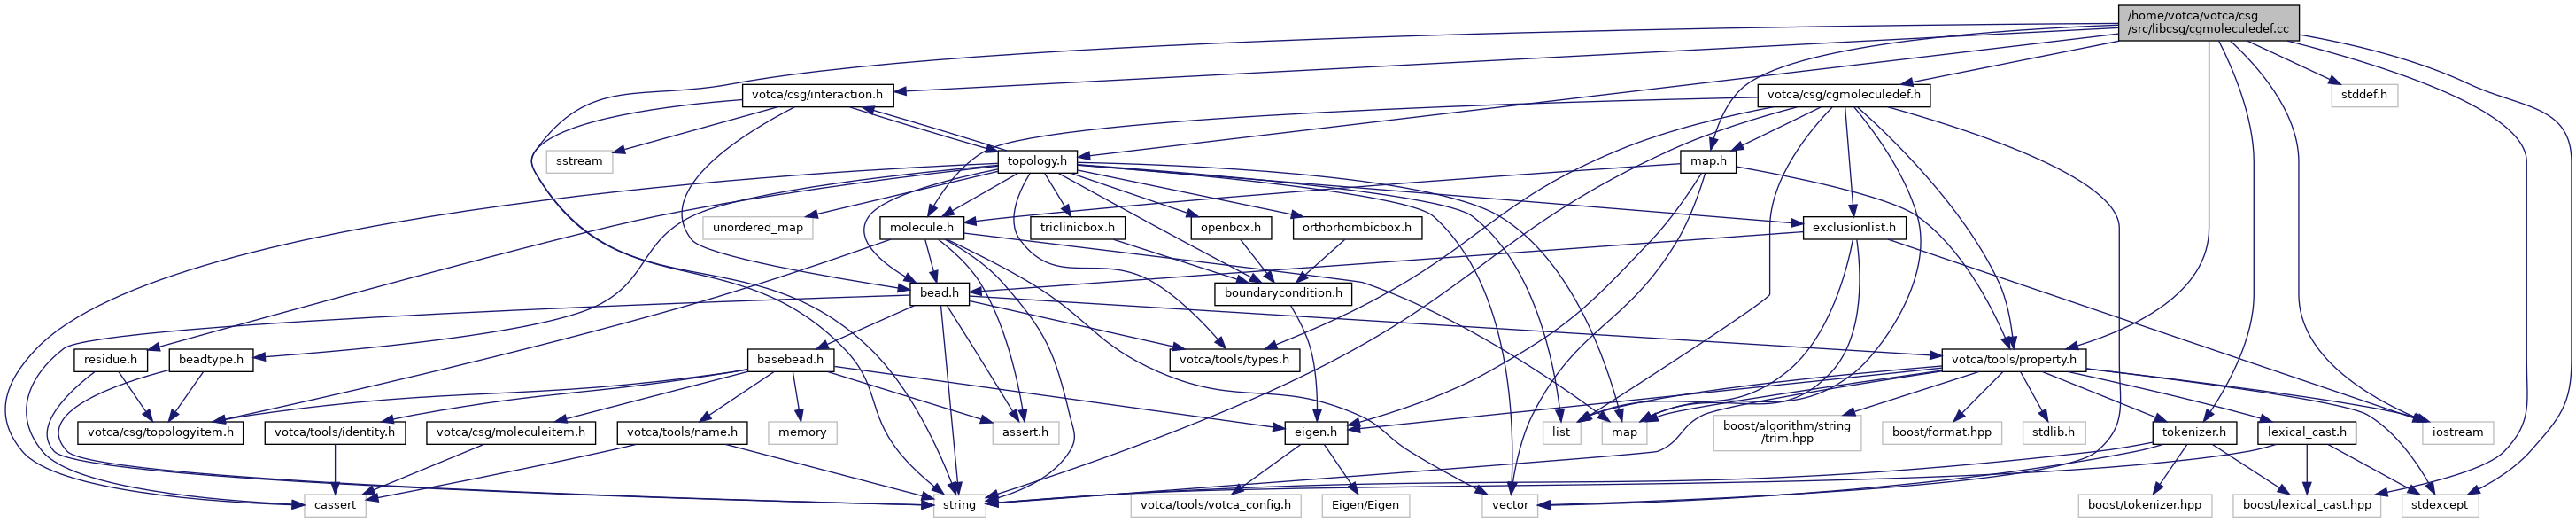 /home/votca/votca/csg
/src/libcsg/cgmoleculedef.cc
votca/csg/interaction.h
votca/csg/cgmoleculedef.h
stddef.h
sstream
topology.h
map.h
unordered_map
molecule.h
triclinicbox.h
openbox.h
orthorhombicbox.h
exclusionlist.h
bead.h
boundarycondition.h
residue.h
beadtype.h
basebead.h
votca/tools/types.h
votca/tools/property.h
votca/csg/topologyitem.h
votca/tools/identity.h
votca/csg/moleculeitem.h
votca/tools/name.h
memory
assert.h
eigen.h
list
map
boost/algorithm/string
/trim.hpp
boost/format.hpp
stdlib.h
tokenizer.h
lexical_cast.h
iostream
cassert
string
votca/tools/votca_config.h
Eigen/Eigen
vector
boost/tokenizer.hpp
boost/lexical_cast.hpp
stdexcept